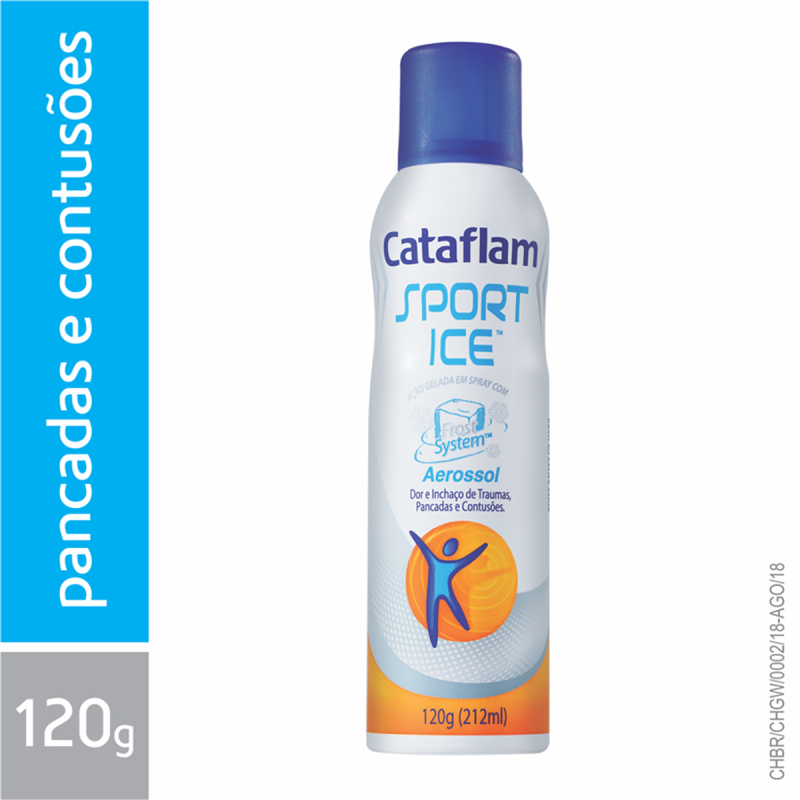 pancadas e contusões
120g
Cataflam
SPORT
ICE™
AÇÃO GELADA EM SPRAY COM
Frost
System™
Aerossol
Dor e Inchaço de Traumas,
Pancadas e Contusões.
120g (212ml)
CHBR/CHGW/0002/18-AGO/18